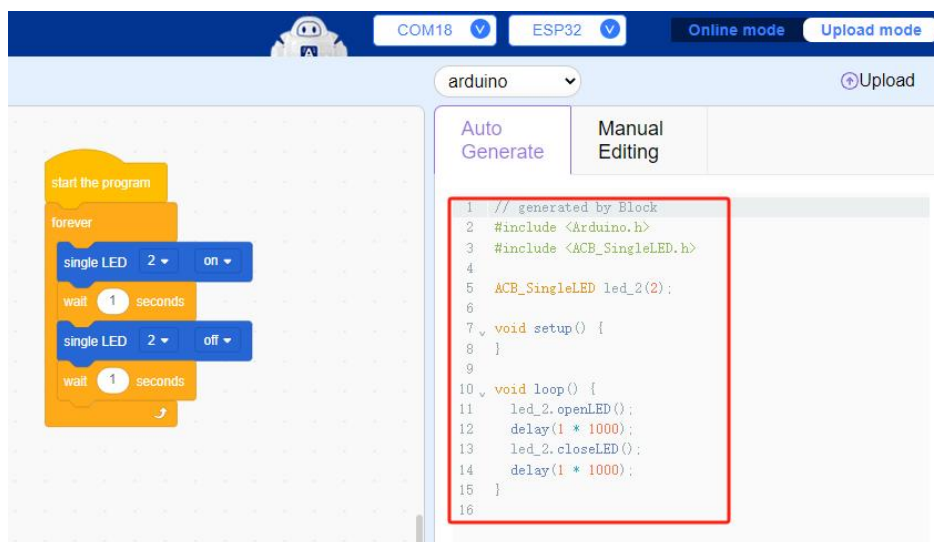 COM18 ESP32 Online mode Upload mode
A
arduino Upload
Auto Generate Manual Editing
start the program
forever
single LED 2 on
wait 1 seconds
single LED 2 off
wait 1 seconds
1 // generated by Block
2 #include <Arduino.h>
3 #include <ACB_SingleLED.h>
4
5 ACB_SingleLED led_2(2);
6
7 void setup() {
8 }
9
10 void loop() {
11 led_2.openLED();
12 delay(1 * 1000);
13 led_2.closeLED();
14 delay(1 * 1000);
15 }
16